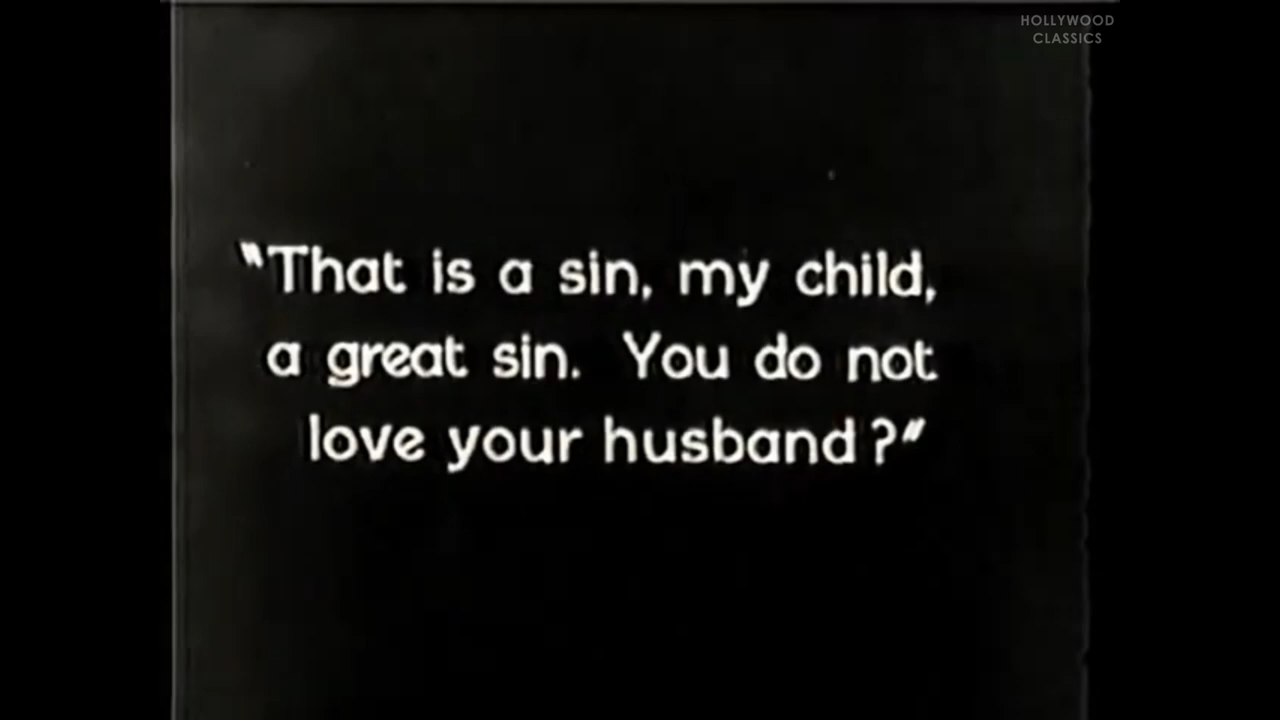 HOLLYWOOD
CLASSICS
"That is a sin, my child,
a great sin. You do not
love your husband?"